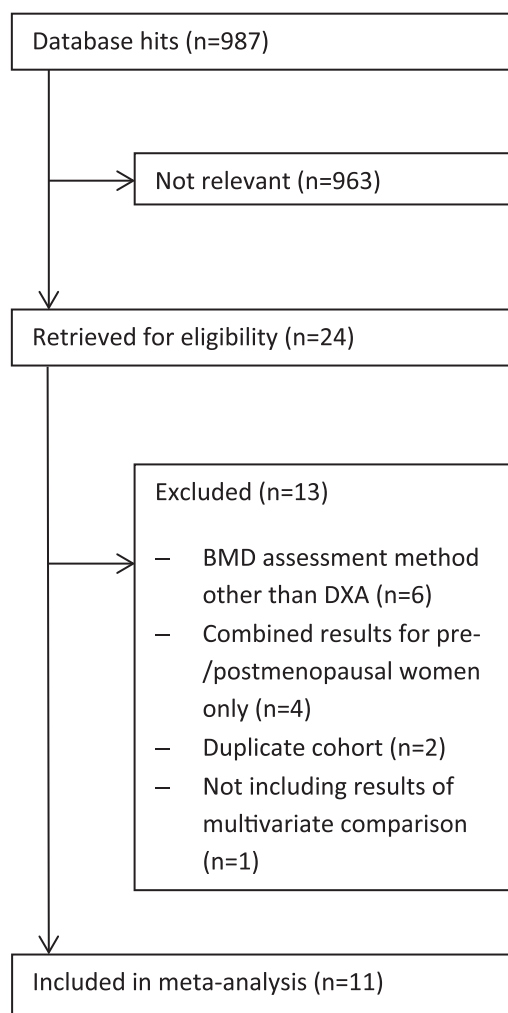 Database hits (n=987)
Not relevant (n=963)
Retrieved for eligibility (n=24)
Excluded (n=13)
– BMD assessment method
other than DXA (n=6)
– Combined results for pre-
/postmenopausal women
only (n=4)
– Duplicate cohort (n=2)
– Not including results of
multivariate comparison
(n=1)
Included in meta-analysis (n=11)